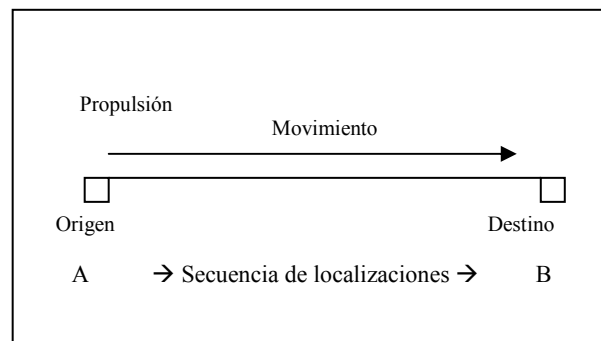 Propulsión
Movimiento
Origen Destino
A → Secuencia de localizaciones → B